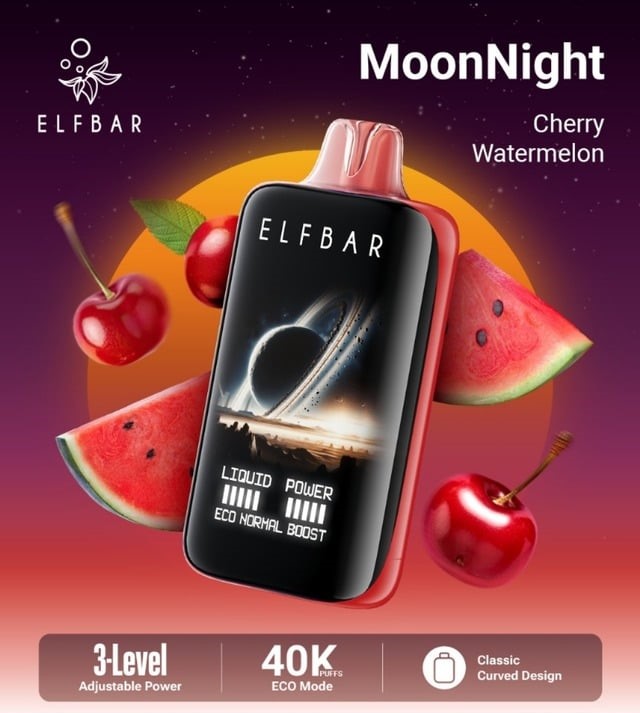 ELFBAR
MoonNight
Cherry
Watermelon
ELFBAR
LIQUID POWER
ECO NORMAL BOOST
3-Level
Adjustable Power
40K PUFFS
ECO Mode
Classic
Curved Design